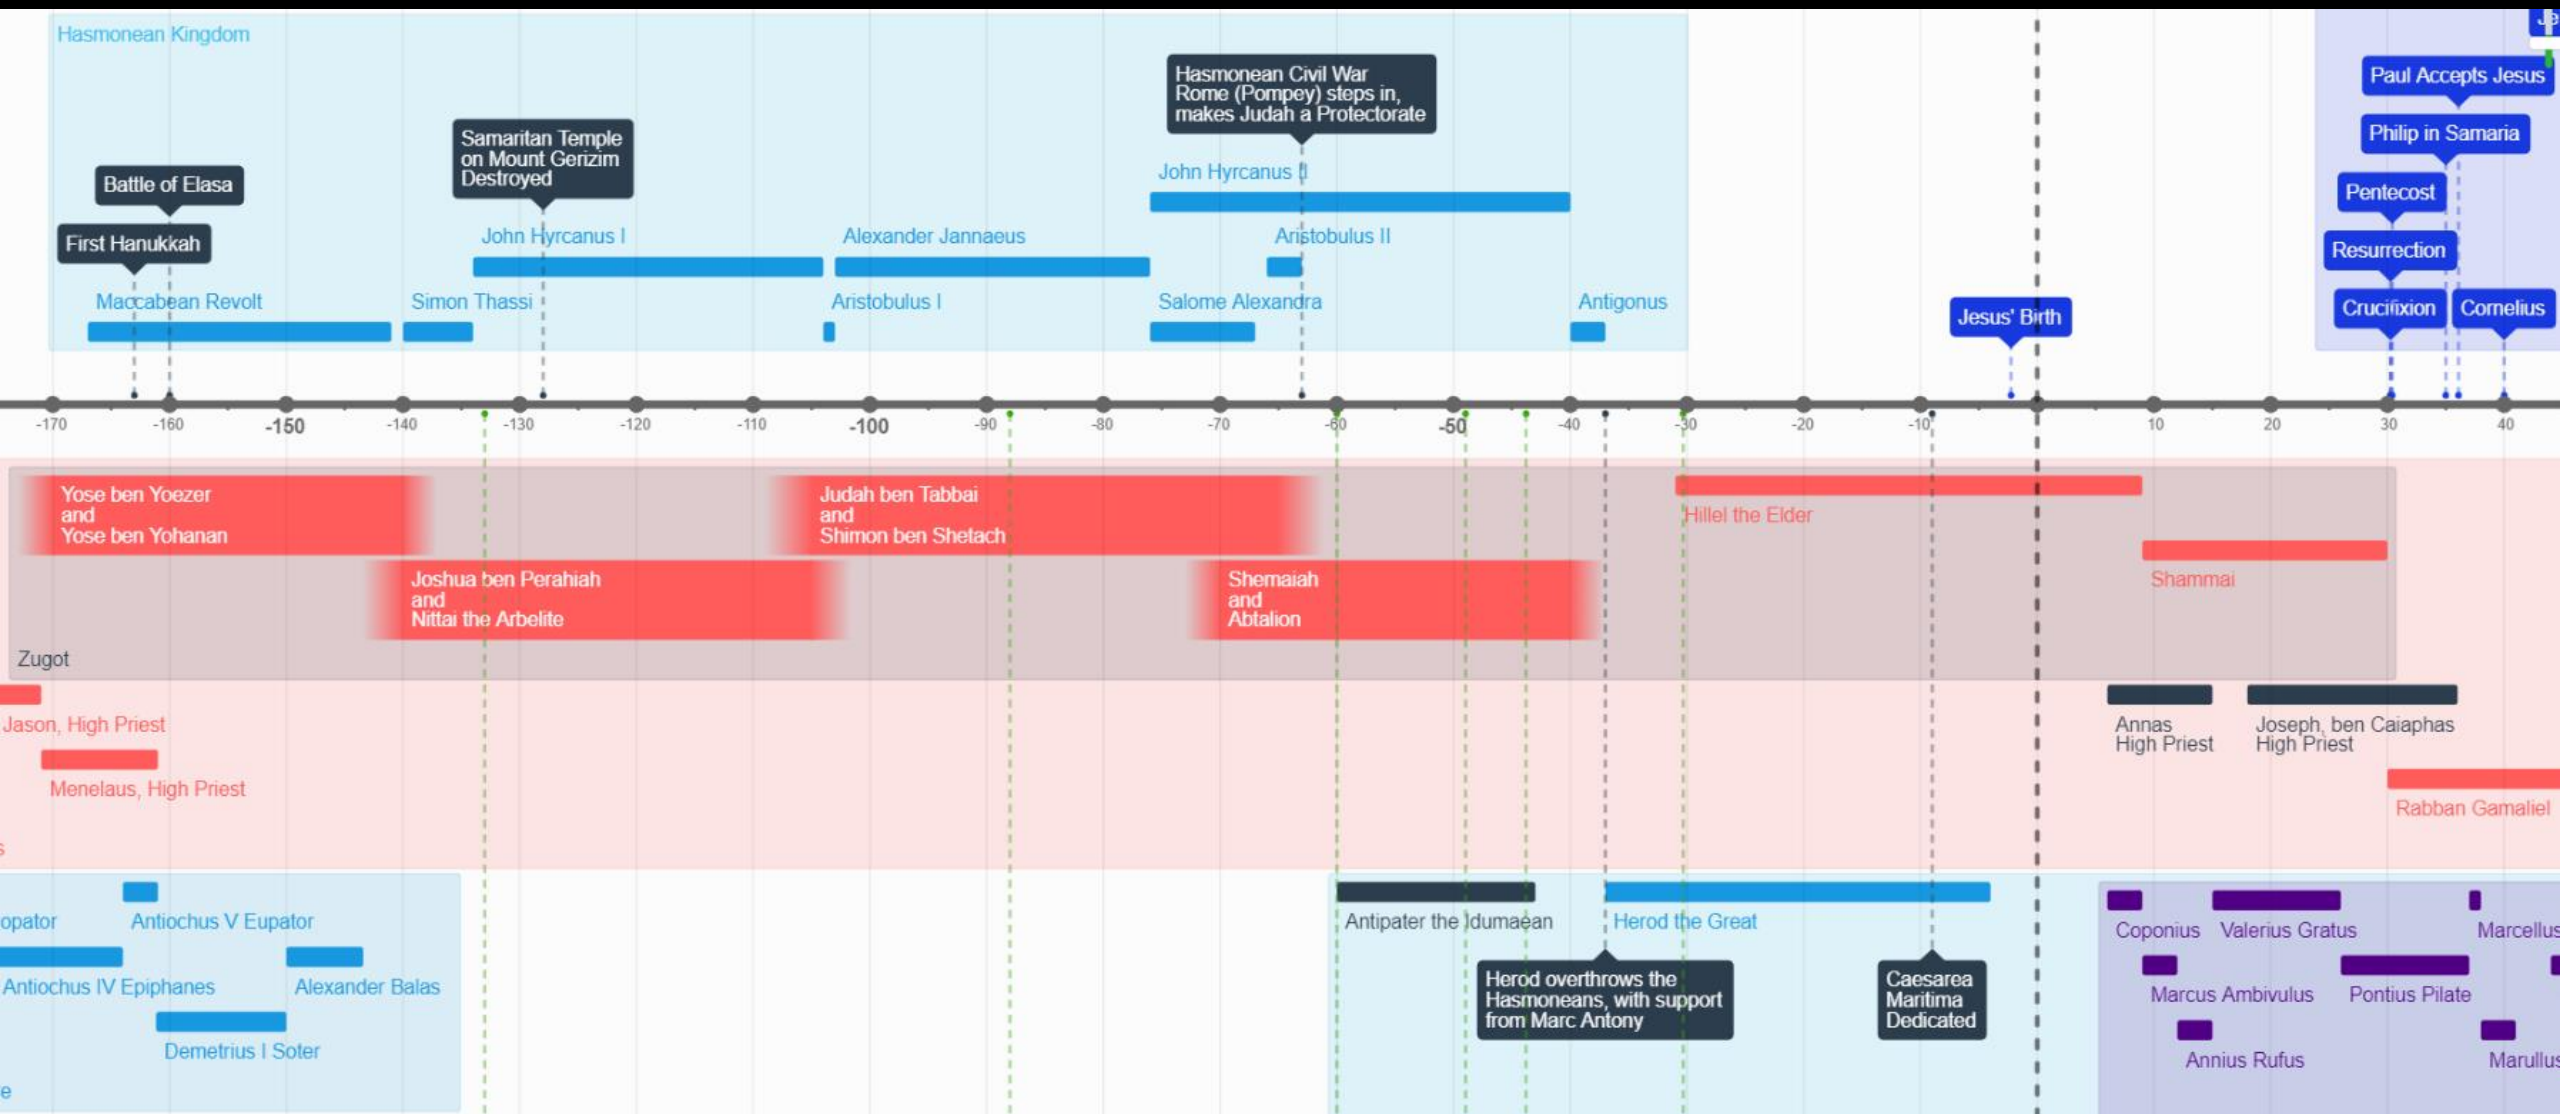 Hasmonean Kingdom
Hasmonean Civil War
Rome (Pompey) steps in,
makes Judah a Protectorate
Paul Accepts Jesus
Samaritan Temple
on Mount Gerizim
Destroyed
Philip in Samaria
Battle of Elasa
John Hyrcanus II
Pentecost
First Hanukkah
John Hyrcanus I
Alexander Jannaeus
Aristobulus II
Resurrection
Maccabean Revolt
Simon Thassi
Aristobulus I
Salome Alexandra
Antigonus
Jesus' Birth
Crucifixion
Cornelius
-170 -160 -150 -140 -130 -120 -110 -100 -90 -80 -70 -60 -50 -40 -30 -20 -10 10 20 30 40
Yose ben Yoezer
and
Yose ben Yohanan
Judah ben Tabbai
and
Shimon ben Shetach
Hillel the Elder
Joshua ben Perahiah
and
Nittai the Arbelite
Shemaiah
and
Abtalion
Shammai
Zugot
Jason, High Priest
Annas
High Priest
Joseph, ben Caiaphas
High Priest
Menelaus, High Priest
Rabban Gamaliel
s
opator
Antiochus V Eupator
Antipater the Idumaean
Herod the Great
Coponius
Valerius Gratus
Marcellus
Antiochus IV Epiphanes
Alexander Balas
Herod overthrows the
Hasmoneans, with support
from Marc Antony
Caesarea
Maritima
Dedicated
Marcus Ambivulus
Pontius Pilate
Demetrius I Soter
Annius Rufus
Marullus
e